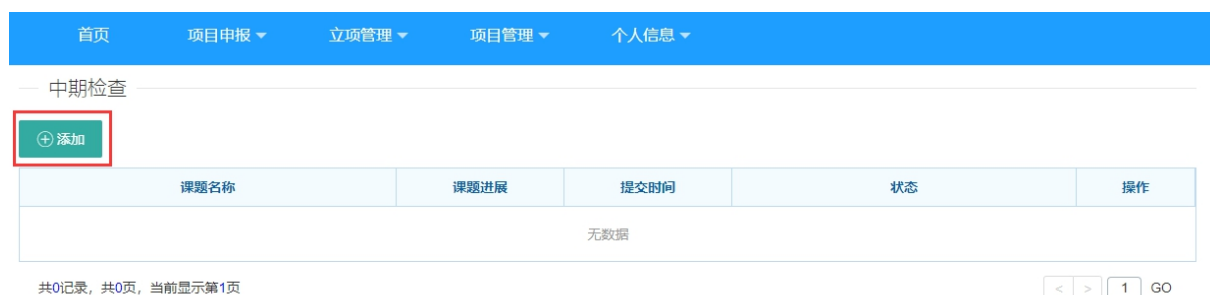 首页 项目申报 立项管理 项目管理 个人信息
中期检查
添加
课题名称 课题进展 提交时间 状态 操作
无数据
共0记录，共0页，当前显示第1页 < > 1 GO